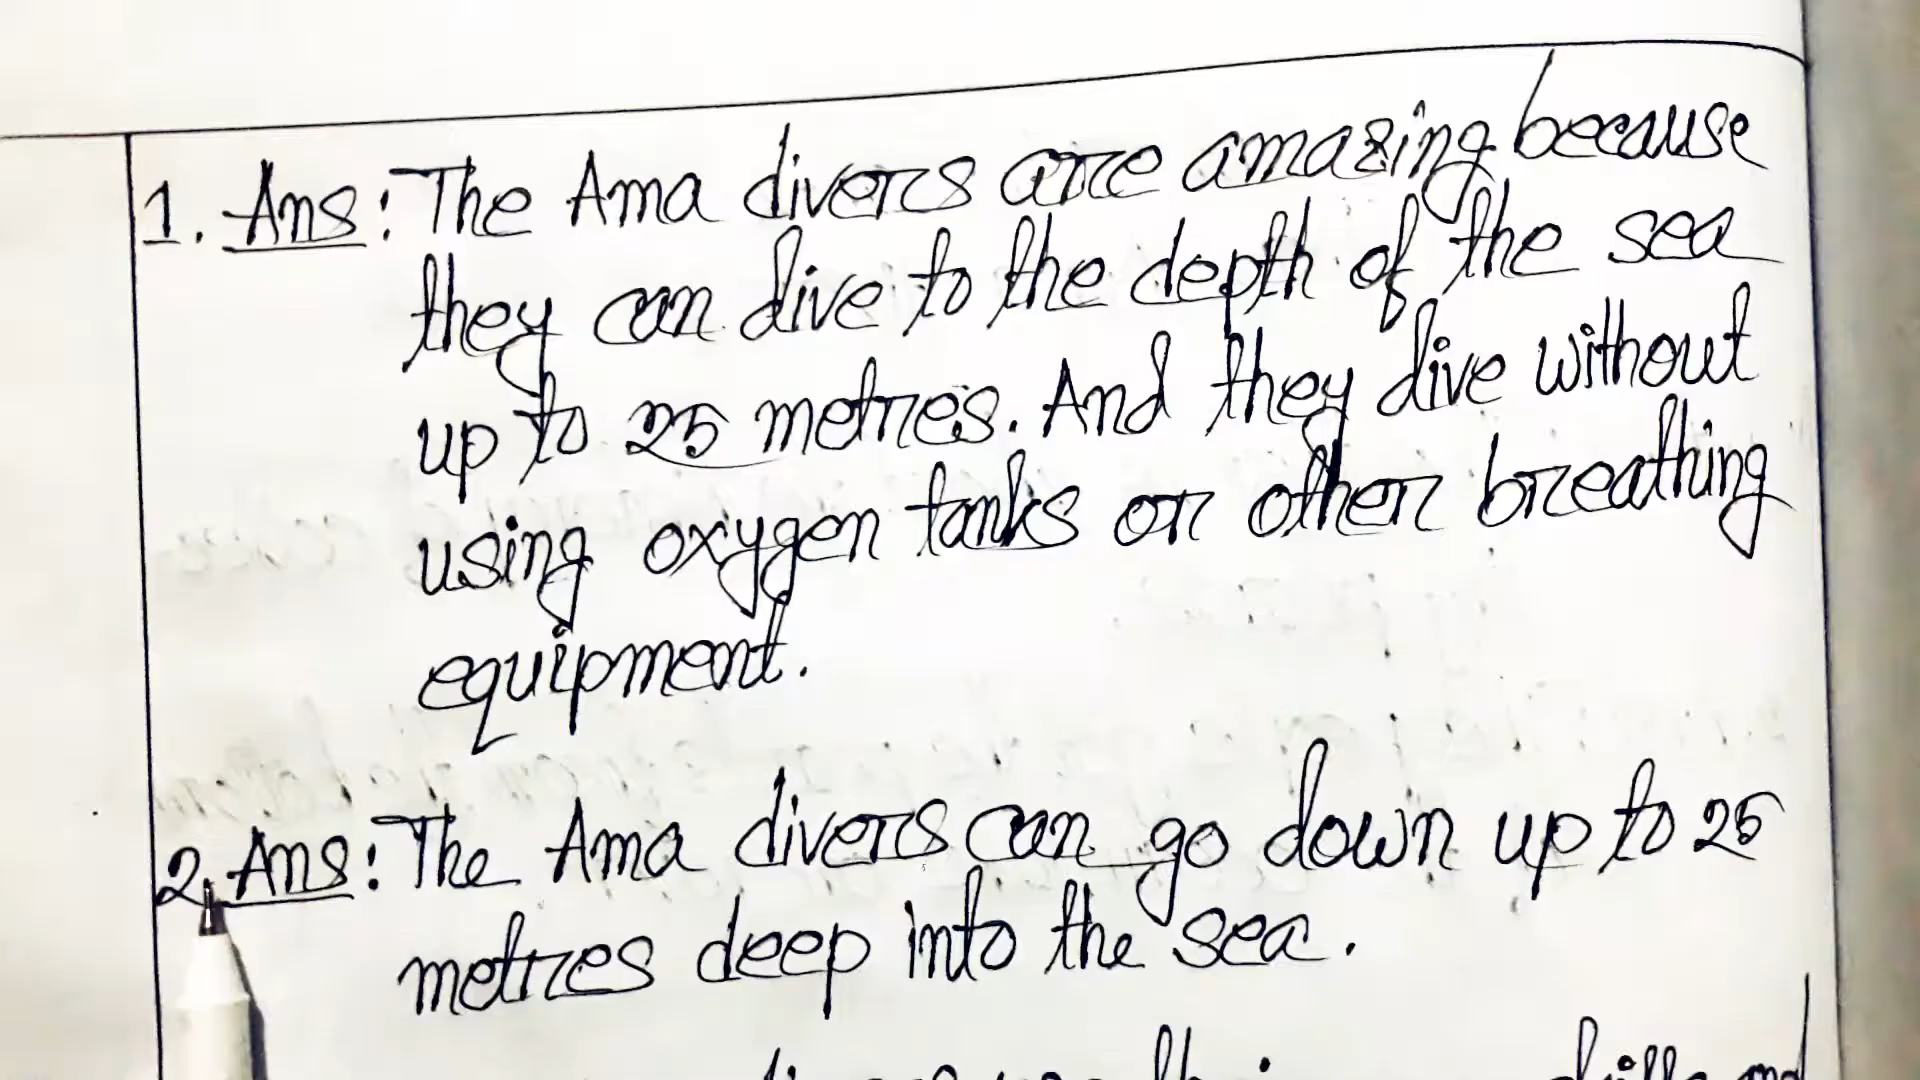 1. Ans: The Ama divers are amazing because
they can dive to the depth of the sea
up to 25 metres. And they dive without
using oxygen tanks or other breathing
equipment.
2. Ans: The Ama divers can go down up to 25
metres deep into the sea.